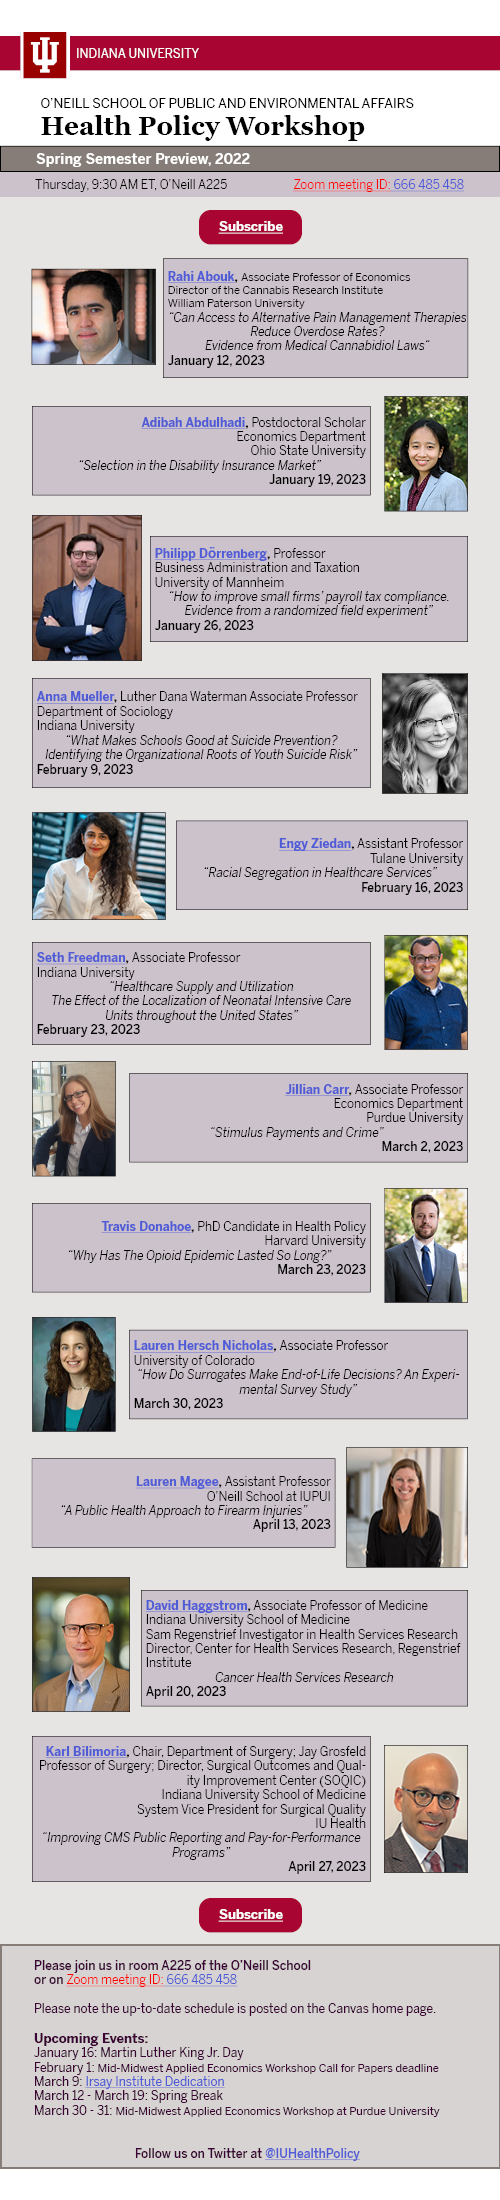 INDIANA UNIVERSITY
O'NEILL SCHOOL OF PUBLIC AND ENVIRONMENTAL AFFAIRS
Health Policy Workshop
Spring Semester Preview, 2022
Thursday, 9:30 AM ET, O'Neill A225 Zoom meeting ID: 666 485 458
Subscribe
Rahi Abouk, Associate Professor of Economics
Director of the Cannabis Research Institute
William Paterson University
“Can Access to Alternative Pain Management Therapies
Reduce Overdose Rates?
Evidence from Medical Cannabidiol Laws“
January 12, 2023
Adibah Abdulhadi, Postdoctoral Scholar
Economics Department
Ohio State University
“Selection in the Disability Insurance Market”
January 19, 2023
Philipp Dörrenberg, Professor
Business Administration and Taxation
University of Mannheim
“How to improve small firms’ payroll tax compliance.
Evidence from a randomized field experiment”
January 26, 2023
Anna Mueller, Luther Dana Waterman Associate Professor
Department of Sociology
Indiana University
“What Makes Schools Good at Suicide Prevention?
Identifying the Organizational Roots of Youth Suicide Risk”
February 9, 2023
Engy Ziedan, Assistant Professor
Tulane University
“Racial Segregation in Healthcare Services”
February 16, 2023
Seth Freedman, Associate Professor
Indiana University
“Healthcare Supply and Utilization
The Effect of the Localization of Neonatal Intensive Care
Units throughout the United States”
February 23, 2023
Jillian Carr, Associate Professor
Economics Department
Purdue University
“Stimulus Payments and Crime”
March 2, 2023
Travis Donahoe, PhD Candidate in Health Policy
Harvard University
“Why Has The Opioid Epidemic Lasted So Long?”
March 23, 2023
Lauren Hersch Nicholas, Associate Professor
University of Colorado
“How Do Surrogates Make End-of-Life Decisions? An Experi-
mental Survey Study”
March 30, 2023
Lauren Magee, Assistant Professor
O'Neill School at IUPUI
“A Public Health Approach to Firearm Injuries”
April 13, 2023
David Haggstrom, Associate Professor of Medicine
Indiana University School of Medicine
Sam Regenstrief Investigator in Health Services Research
Director, Center for Health Services Research, Regenstrief
Institute
Cancer Health Services Research
April 20, 2023
Karl Bilimoria, Chair, Department of Surgery; Jay Grosfeld
Professor of Surgery; Director, Surgical Outcomes and Qual-
ity Improvement Center (SOQIC)
Indiana University School of Medicine
System Vice President for Surgical Quality
IU Health
“Improving CMS Public Reporting and Pay-for-Performance
Programs”
April 27, 2023
Subscribe
Please join us in room A225 of the O'Neill School
or on Zoom meeting ID: 666 485 458
Please note the up-to-date schedule is posted on the Canvas home page.
Upcoming Events:
January 16: Martin Luther King Jr. Day
February 1: Mid-Midwest Applied Economics Workshop Call for Papers deadline
March 9: Irsay Institute Dedication
March 12 - March 19: Spring Break
March 30 - 31: Mid-Midwest Applied Economics Workshop at Purdue University
Follow us on Twitter at @IUHealthPolicy